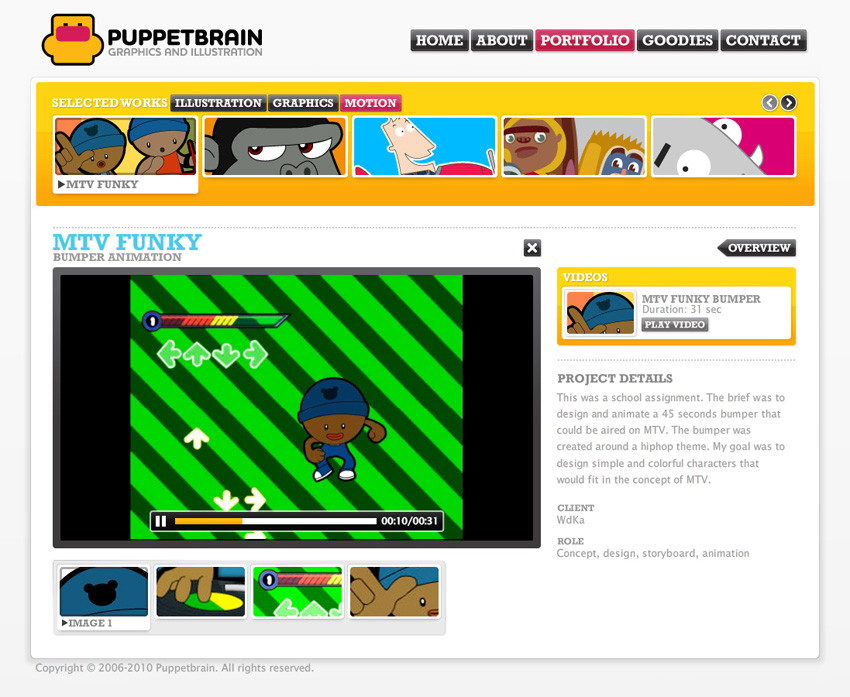 PUPPETBRAIN
GRAPHICS AND ILLUSTRATION
HOME ABOUT PORTFOLIO GOODIES CONTACT
SELECTED WORKS ILLUSTRATION GRAPHICS MOTION
MTV FUNKY
MTV FUNKY
BUMPER ANIMATION
OVERVIEW
00:10/00:31
IMAGE 1
VIDEOS
MTV FUNKY BUMPER
Duration: 31 sec
PLAY VIDEO
PROJECT DETAILS
This was a school assignment. The brief was to
design and animate a 45 seconds bumper that
could be aired on MTV. The bumper was
created around a hiphop theme. My goal was to
design simple and colorful characters that
would fit in the concept of MTV.
CLIENT
WdKa
ROLE
Concept, design, storyboard, animation
Copyright © 2006-2010 Puppetbrain. All rights reserved.